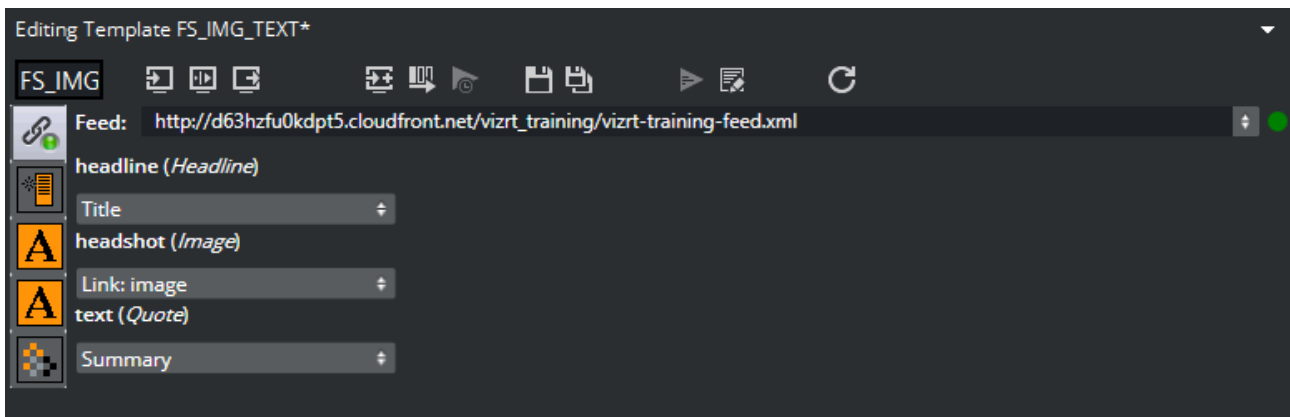 Editing Template FS_IMG_TEXT*
FS_IMG
Feed: http://d63hzfu0kdpt5.cloudfront.net/vizrt_training/vizrt-training-feed.xml
headline (Headline)
Title
headshot (Image)
Link: image
A
text (Quote)
A
Summary